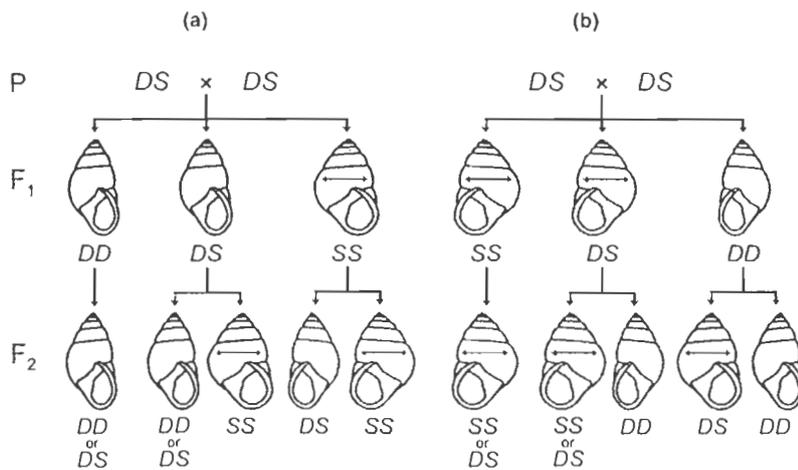 (a) (b)
P DS × DS DS × DS
F1
DD DS SS SS DS DD
F2
DD or DS DD or DS SS DS SS SS or DS SS or DS DD DS DD